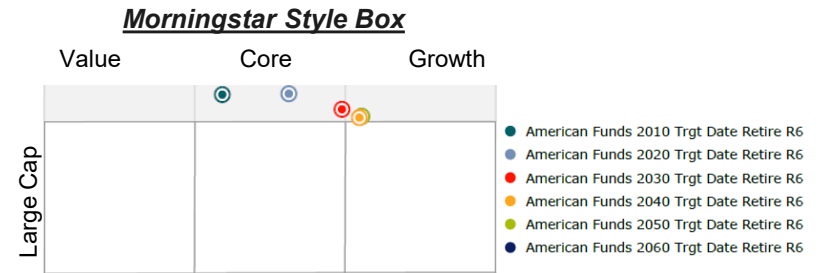 Morningstar Style Box
Value Core Growth
Large Cap
American Funds 2010 Trgt Date Retire R6
American Funds 2020 Trgt Date Retire R6
American Funds 2030 Trgt Date Retire R6
American Funds 2040 Trgt Date Retire R6
American Funds 2050 Trgt Date Retire R6
American Funds 2060 Trgt Date Retire R6